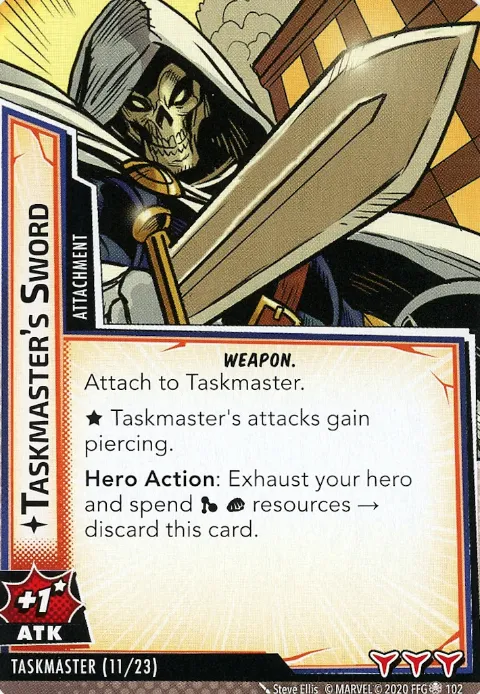 TASKMASTER'S SWORD
ATTACHMENT
WEAPON.
Attach to Taskmaster.
★ Taskmaster's attacks gain
piercing.
Hero Action: Exhaust your hero
and spend resources →
discard this card.
+1★
ATK
TASKMASTER (11/23)
Steve Ellis © MARVEL © 2020 FFG 102